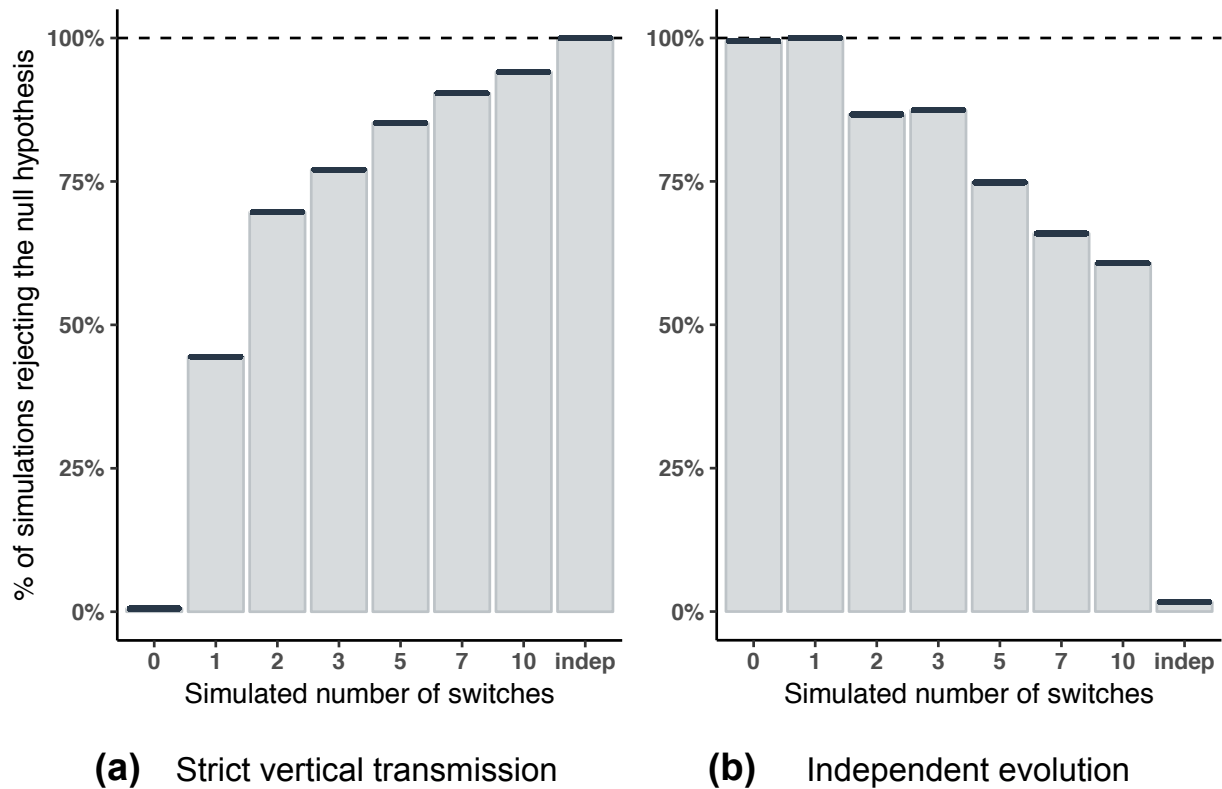 % of simulations rejecting the null hypothesis
100%
75%
50%
25%
0%
0 1 2 3 5 7 10 indep
Simulated number of switches
(a) Strict vertical transmission
100%
75%
50%
25%
0%
0 1 2 3 5 7 10 indep
Simulated number of switches
(b) Independent evolution